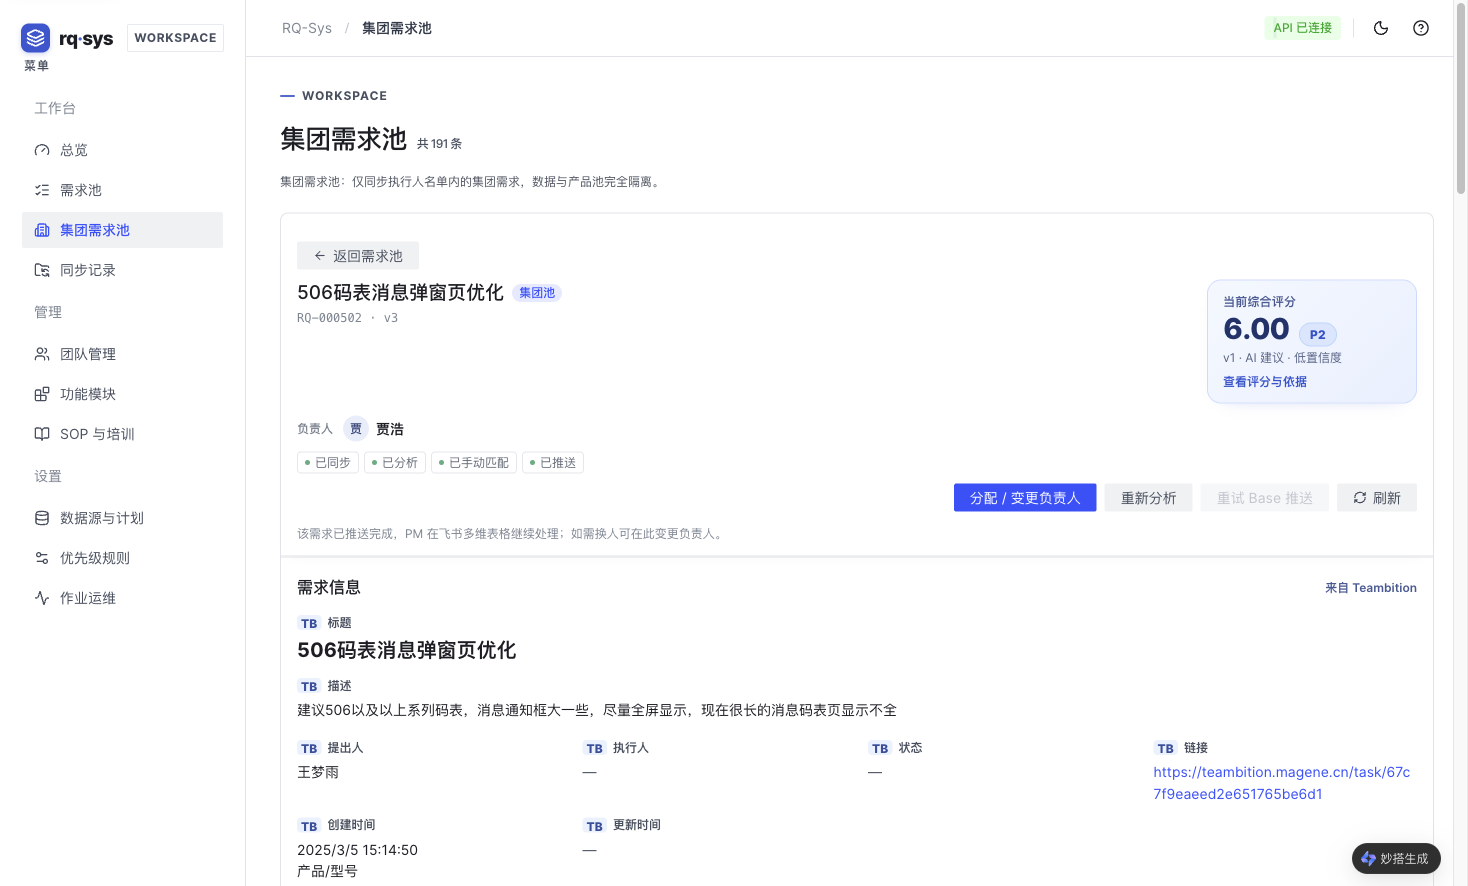 rq·sys
WORKSPACE
菜单
工作台
总览
需求池
集团需求池
同步记录
管理
团队管理
功能模块
SOP 与培训
设置
数据源与计划
优先级规则
作业运维
RQ-Sys / 集团需求池
API 已连接
— WORKSPACE
集团需求池 共 191 条
集团需求池：仅同步执行人名单内的集团需求，数据与产品池完全隔离。
← 返回需求池
506码表消息弹窗页优化 集团池
RQ-000502 · v3
当前综合评分
6.00 P2
v1 · AI 建议 · 低置信度
查看评分与依据
负责人 贾 贾浩
已同步 已分析 已手动匹配 已推送
分配 / 变更负责人 重新分析 重试 Base 推送 刷新
该需求已推送完成，PM 在飞书多维表格继续处理；如需换人可在此变更负责人。
需求信息 来自 Teambition
TB 标题
506码表消息弹窗页优化
TB 描述
建议506以及以上系列码表，消息通知框大一些，尽量全屏显示，现在很长的消息码表页显示不全
TB 提出人 TB 执行人 TB 状态 TB 链接
王梦雨 — — https://teambition.magene.cn/task/67c
7f9eaeed2e651765be6d1
TB 创建时间 TB 更新时间
2025/3/5 15:14:50 —
产品/型号
妙搭生成